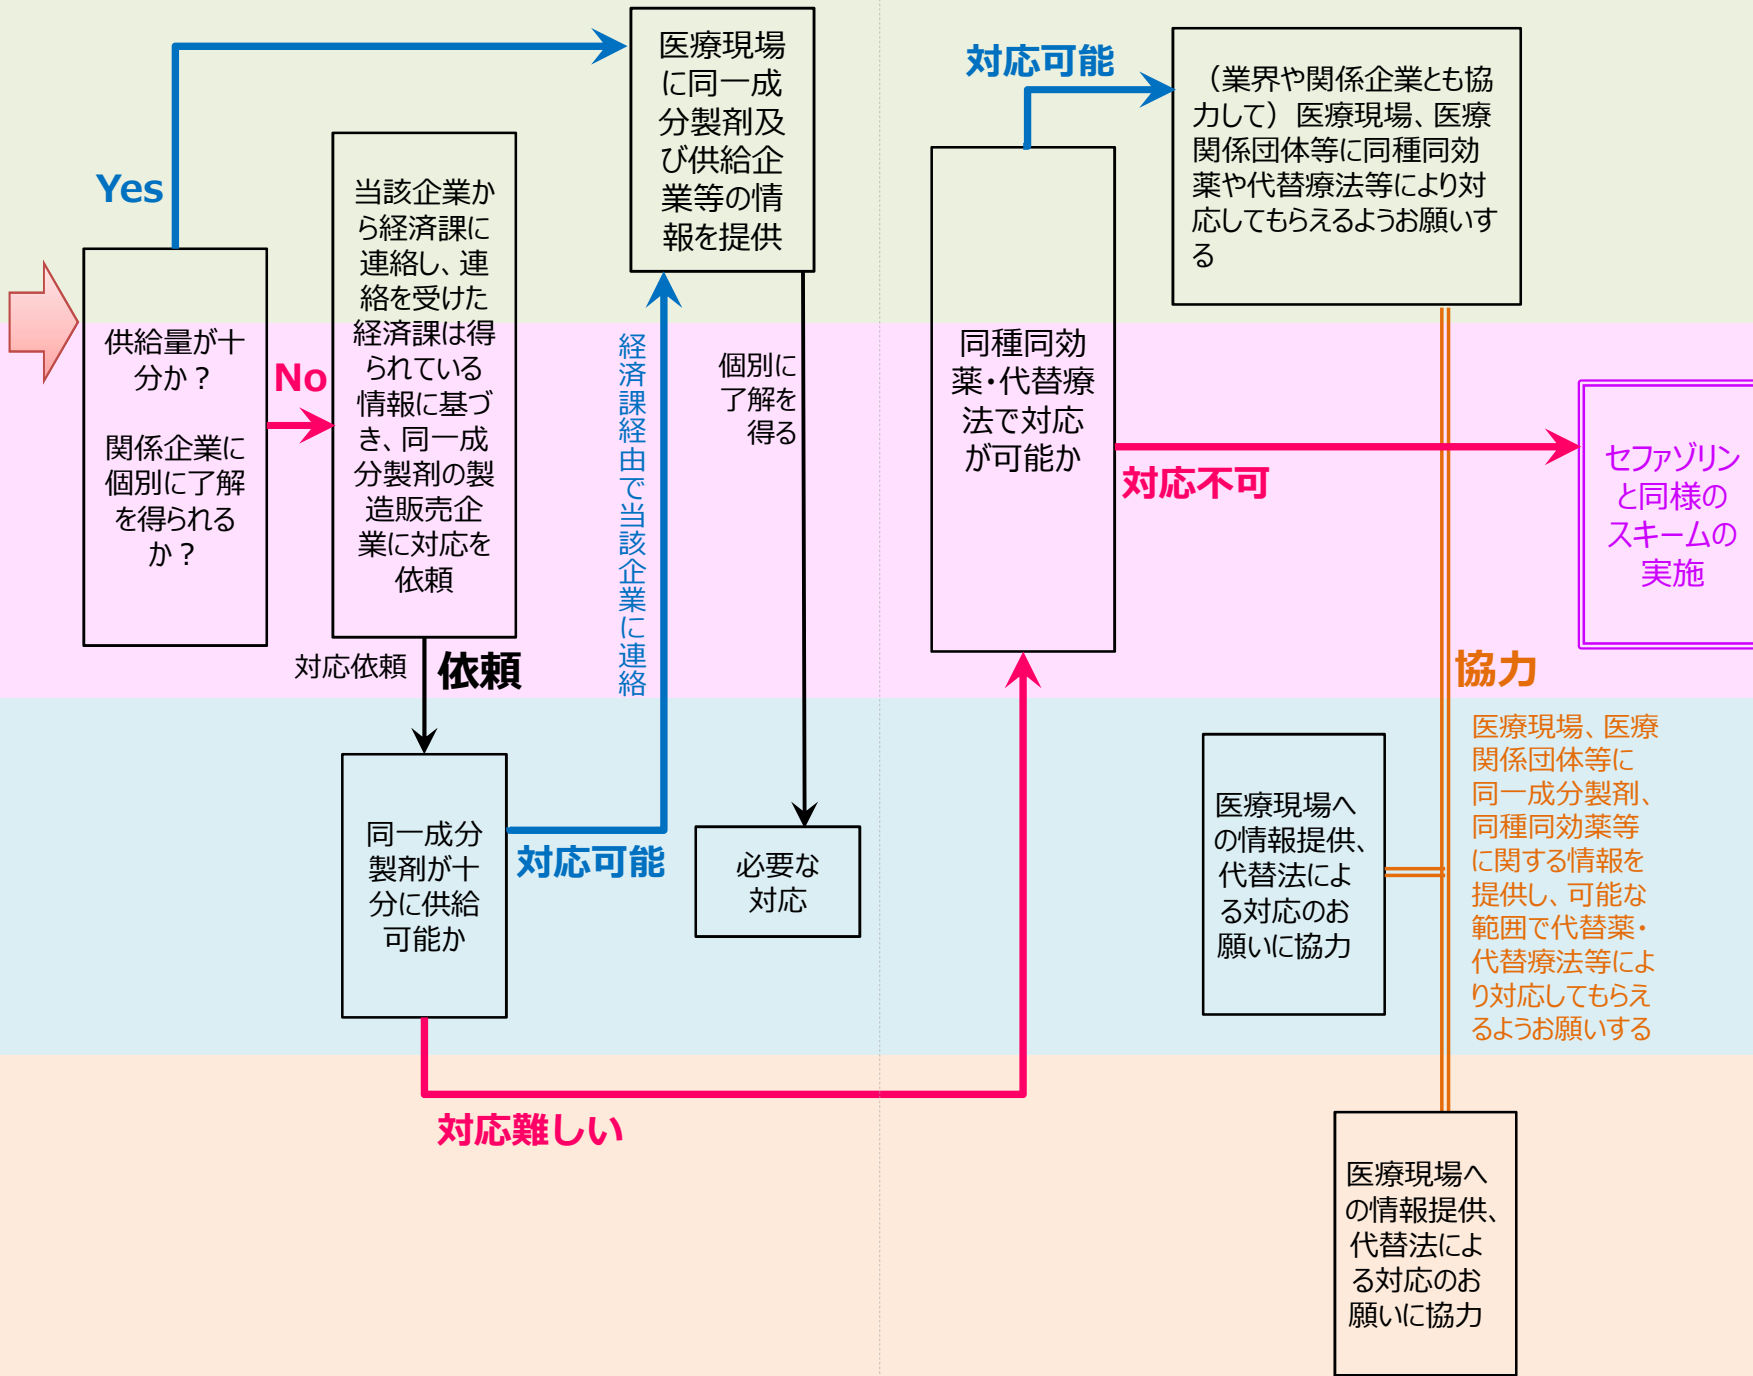 Yes
供給量が十
分か？
関係企業に
個別に了解
を得られる
か？
No
当該企業か
ら経済課に
連絡し、連
絡を受けた
経済課は得
られている
情報に基づ
き、同一成
分製剤の製
造販売企
業に対応を
依頼
対応依頼
依頼
同一成分
製剤が十
分に供給
可能か
対応可能
対応難しい
経済課経由で当該企業に連絡
医療現場
に同一成
分製剤及
び供給企
業等の情
報を提供
個別に
了解を
得る
必要な
対応
同種同効
薬・代替療
法で対応
が可能か
対応可能
（業界や関係企業とも協
力して）医療現場、医療
関係団体等に同種同効
薬や代替療法等により対
応してもらえるようお願いす
る
対応不可
セファゾリン
と同様の
スキームの
実施
協力
医療現場、医療
関係団体等に
同一成分製剤、
同種同効薬等
に関する情報を
提供し、可能な
範囲で代替薬・
代替療法等によ
り対応してもらえ
るようお願いする
医療現場へ
の情報提供、
代替法によ
る対応のお
願いに協力
医療現場へ
の情報提供、
代替法によ
る対応のお
願いに協力